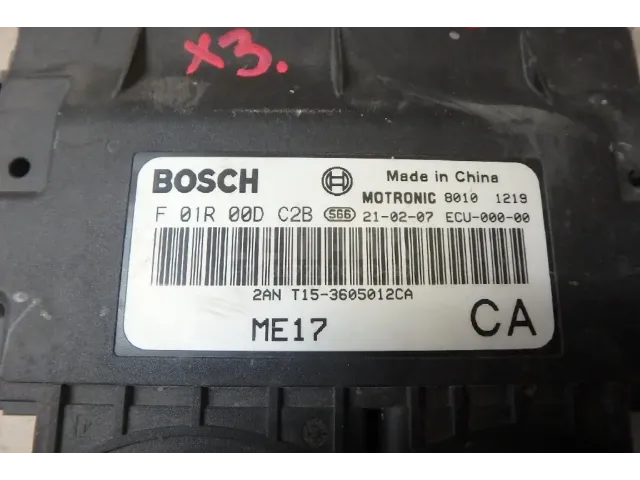 x3.
BOSCH
Made in China
MOTRONIC 8010 1219
F 01R 00D C2B S66 21-02-07 ECU-000-00
2AN T15-3605012CA
ME17
CA